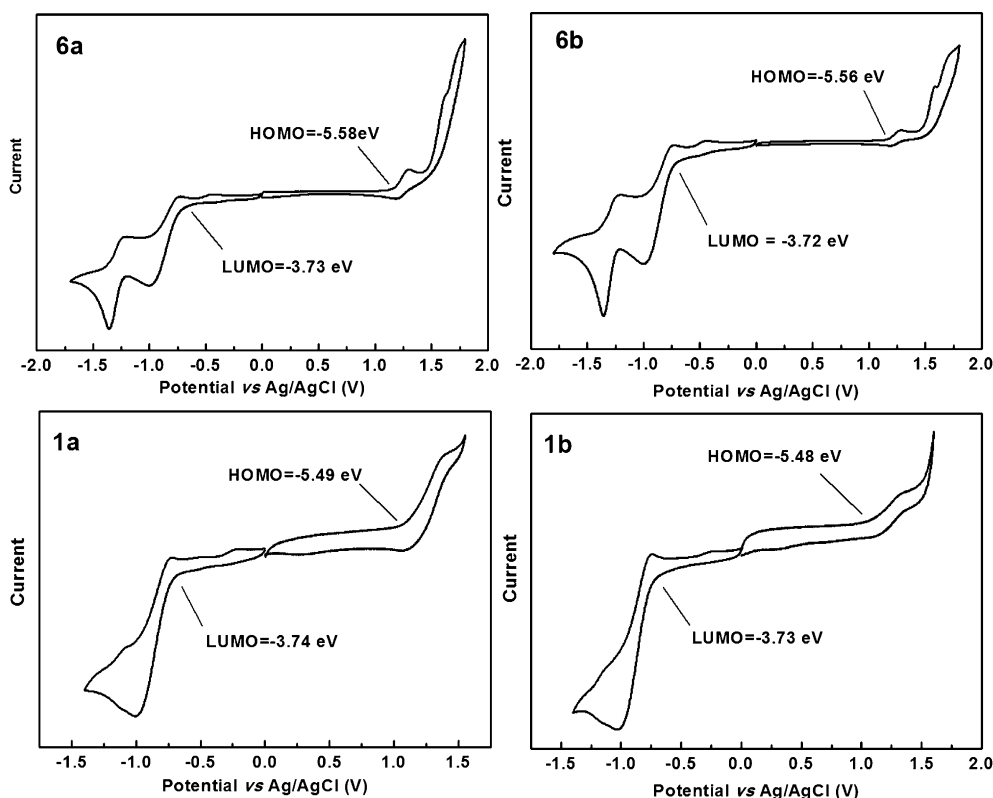 6a
HOMO=-5.58eV
LUMO=-3.73 eV
Current
-2.0 -1.5 -1.0 -0.5 0.0 0.5 1.0 1.5 2.0
Potential vs Ag/AgCl (V)
6b
HOMO=-5.56 eV
LUMO = -3.72 eV
Current
-2.0 -1.5 -1.0 -0.5 0.0 0.5 1.0 1.5 2.0
Potential vs Ag/AgCl (V)
1a
HOMO=-5.49 eV
LUMO=-3.74 eV
Current
-1.5 -1.0 -0.5 0.0 0.5 1.0 1.5
Potential vs Ag/AgCl (V)
1b
HOMO=-5.48 eV
LUMO=-3.73 eV
Current
-1.5 -1.0 -0.5 0.0 0.5 1.0 1.5 2.0
Potential vs Ag/AgCl (V)